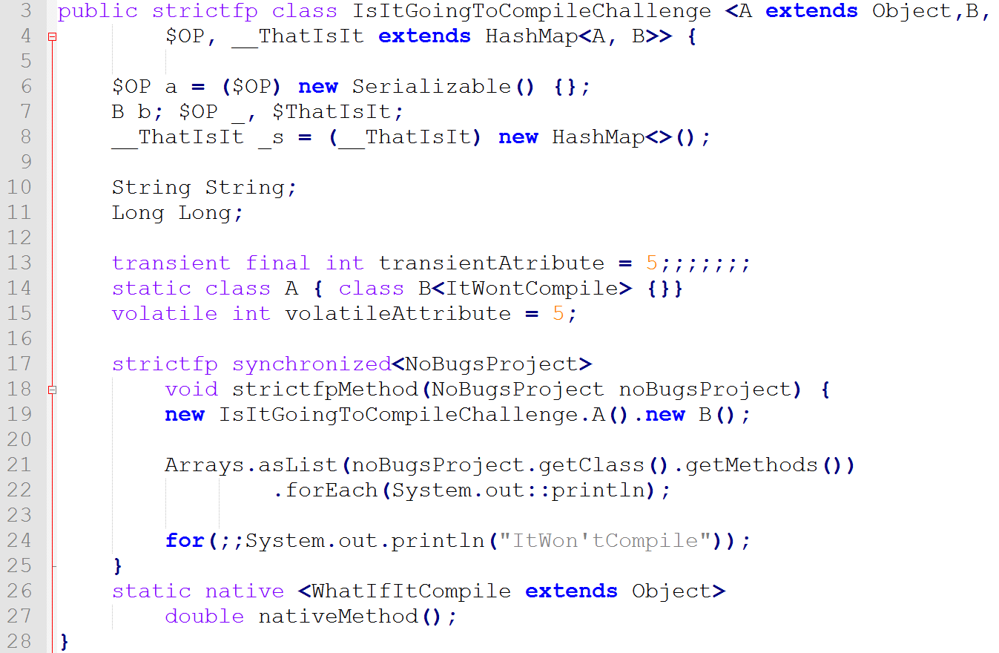 3 public strictfp class IsItGoingToCompileChallenge <A extends Object,B,
4         $OP, __ThatIsIt extends HashMap<A, B>> {
5
6     $OP a = ($OP) new Serializable() {};
7     B b; $OP _, $ThatIsIt;
8     __ThatIsIt _s = (__ThatIsIt) new HashMap<>();
9
10     String String;
11     Long Long;
12
13     transient final int transientAtribute = 5;;;;;;;
14     static class A { class B<ItWontCompile> {}}
15     volatile int volatileAttribute = 5;
16
17     strictfp synchronized<NoBugsProject>
18         void strictfpMethod(NoBugsProject noBugsProject) {
19         new IsItGoingToCompileChallenge.A().new B();
20
21         Arrays.asList(noBugsProject.getClass().getMethods())
22                 .forEach(System.out::println);
23
24         for(;;System.out.println("ItWon'tCompile"));
25     }
26     static native <WhatIfItCompile extends Object>
27         double nativeMethod();
28 }